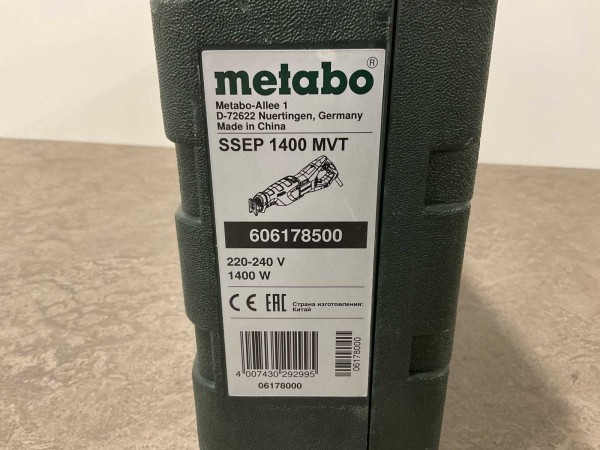 metabo®
Metabo-Allee 1
D-72622 Nuertingen, Germany
Made in China
SSEP 1400 MVT
606178500
220-240 V
1400 W
CE EAC Страна изготовления:
Китай
4 007430 292995
06178000
06178000